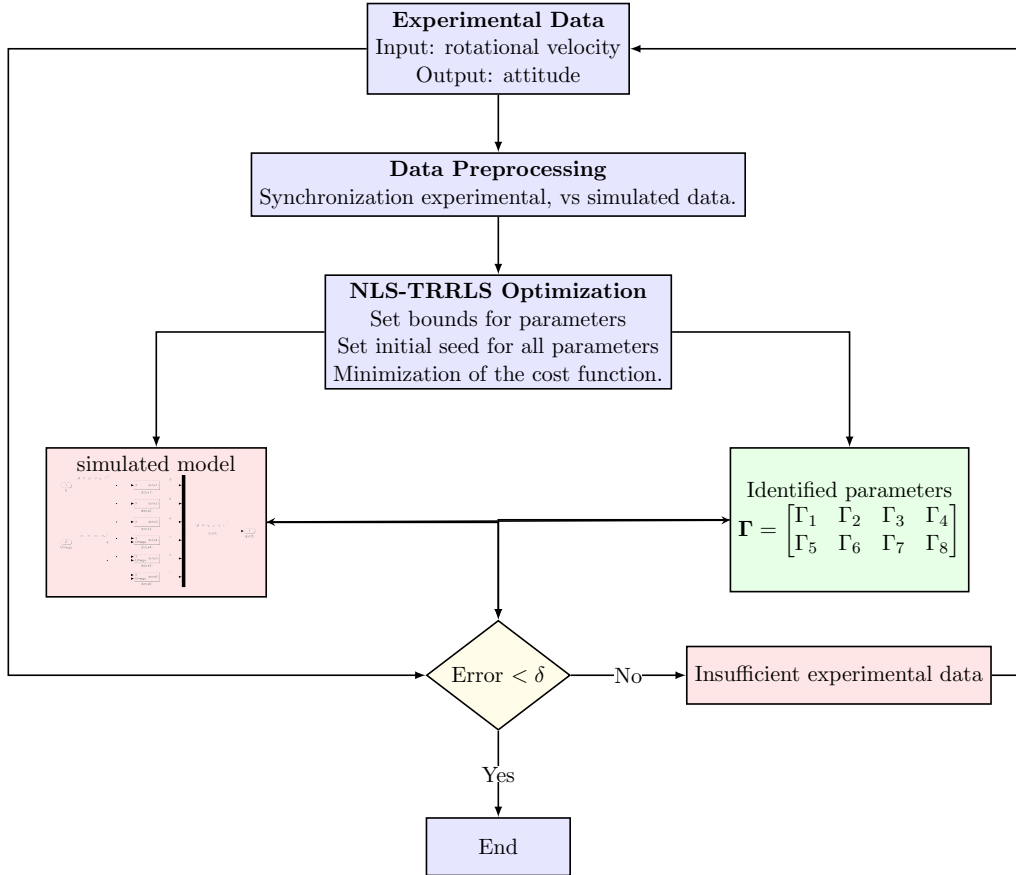 Experimental Data
Input: rotational velocity
Output: attitude
Data Preprocessing
Synchronization experimental, vs simulated data.
NLS-TRRLS Optimization
Set bounds for parameters
Set initial seed for all parameters
Minimization of the cost function.
simulated model
Identified parameters
Γ = [Γ₁ Γ₂ Γ₃ Γ₄
Γ₅ Γ₆ Γ₇ Γ₈]
Error < δ
No
Insufficient experimental data
Yes
End